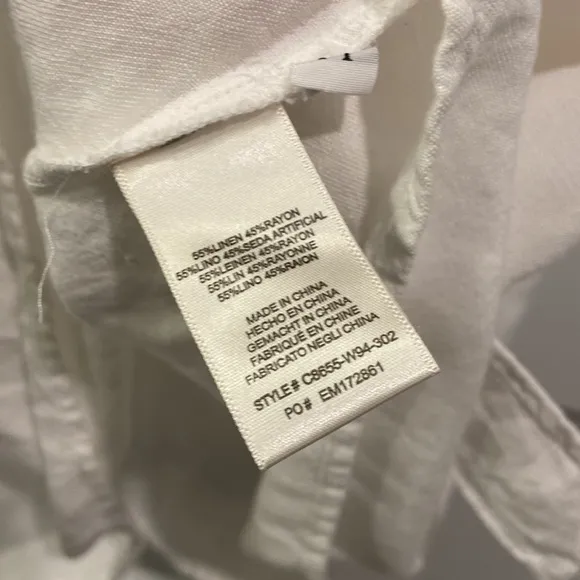 55%LINEN 45%RAYON
55%LINO 45%SEDA ARTIFICIAL
55%LEINEN 45%RAYON
55%LIN 45%RAYONNE
55%LINO 45%RAION
MADE IN CHINA
HECHO EN CHINA
GEMACHT IN CHINA
FABRIQUÉ EN CHINE
FABRICATO NEGLI CHINA
STYLE# C8655-W94-302
PO# EM172861